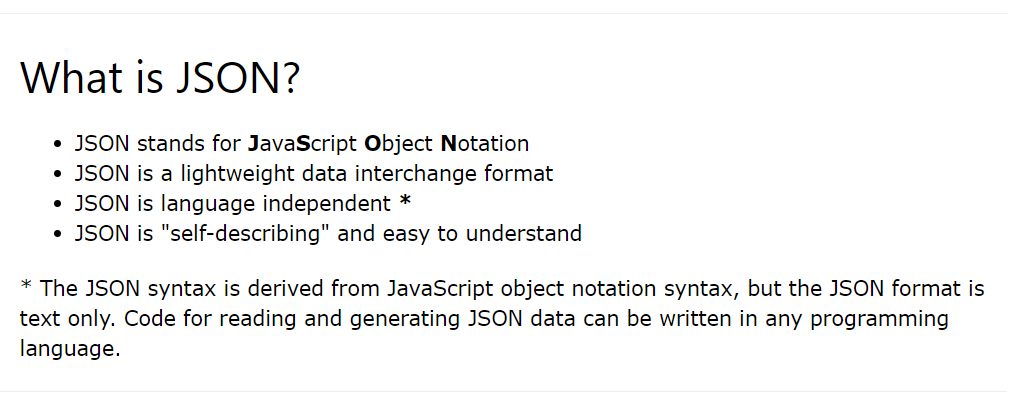 What is JSON?
• JSON stands for JavaScript Object Notation
• JSON is a lightweight data interchange format
• JSON is language independent *
• JSON is "self-describing" and easy to understand
* The JSON syntax is derived from JavaScript object notation syntax, but the JSON format is
text only. Code for reading and generating JSON data can be written in any programming
language.